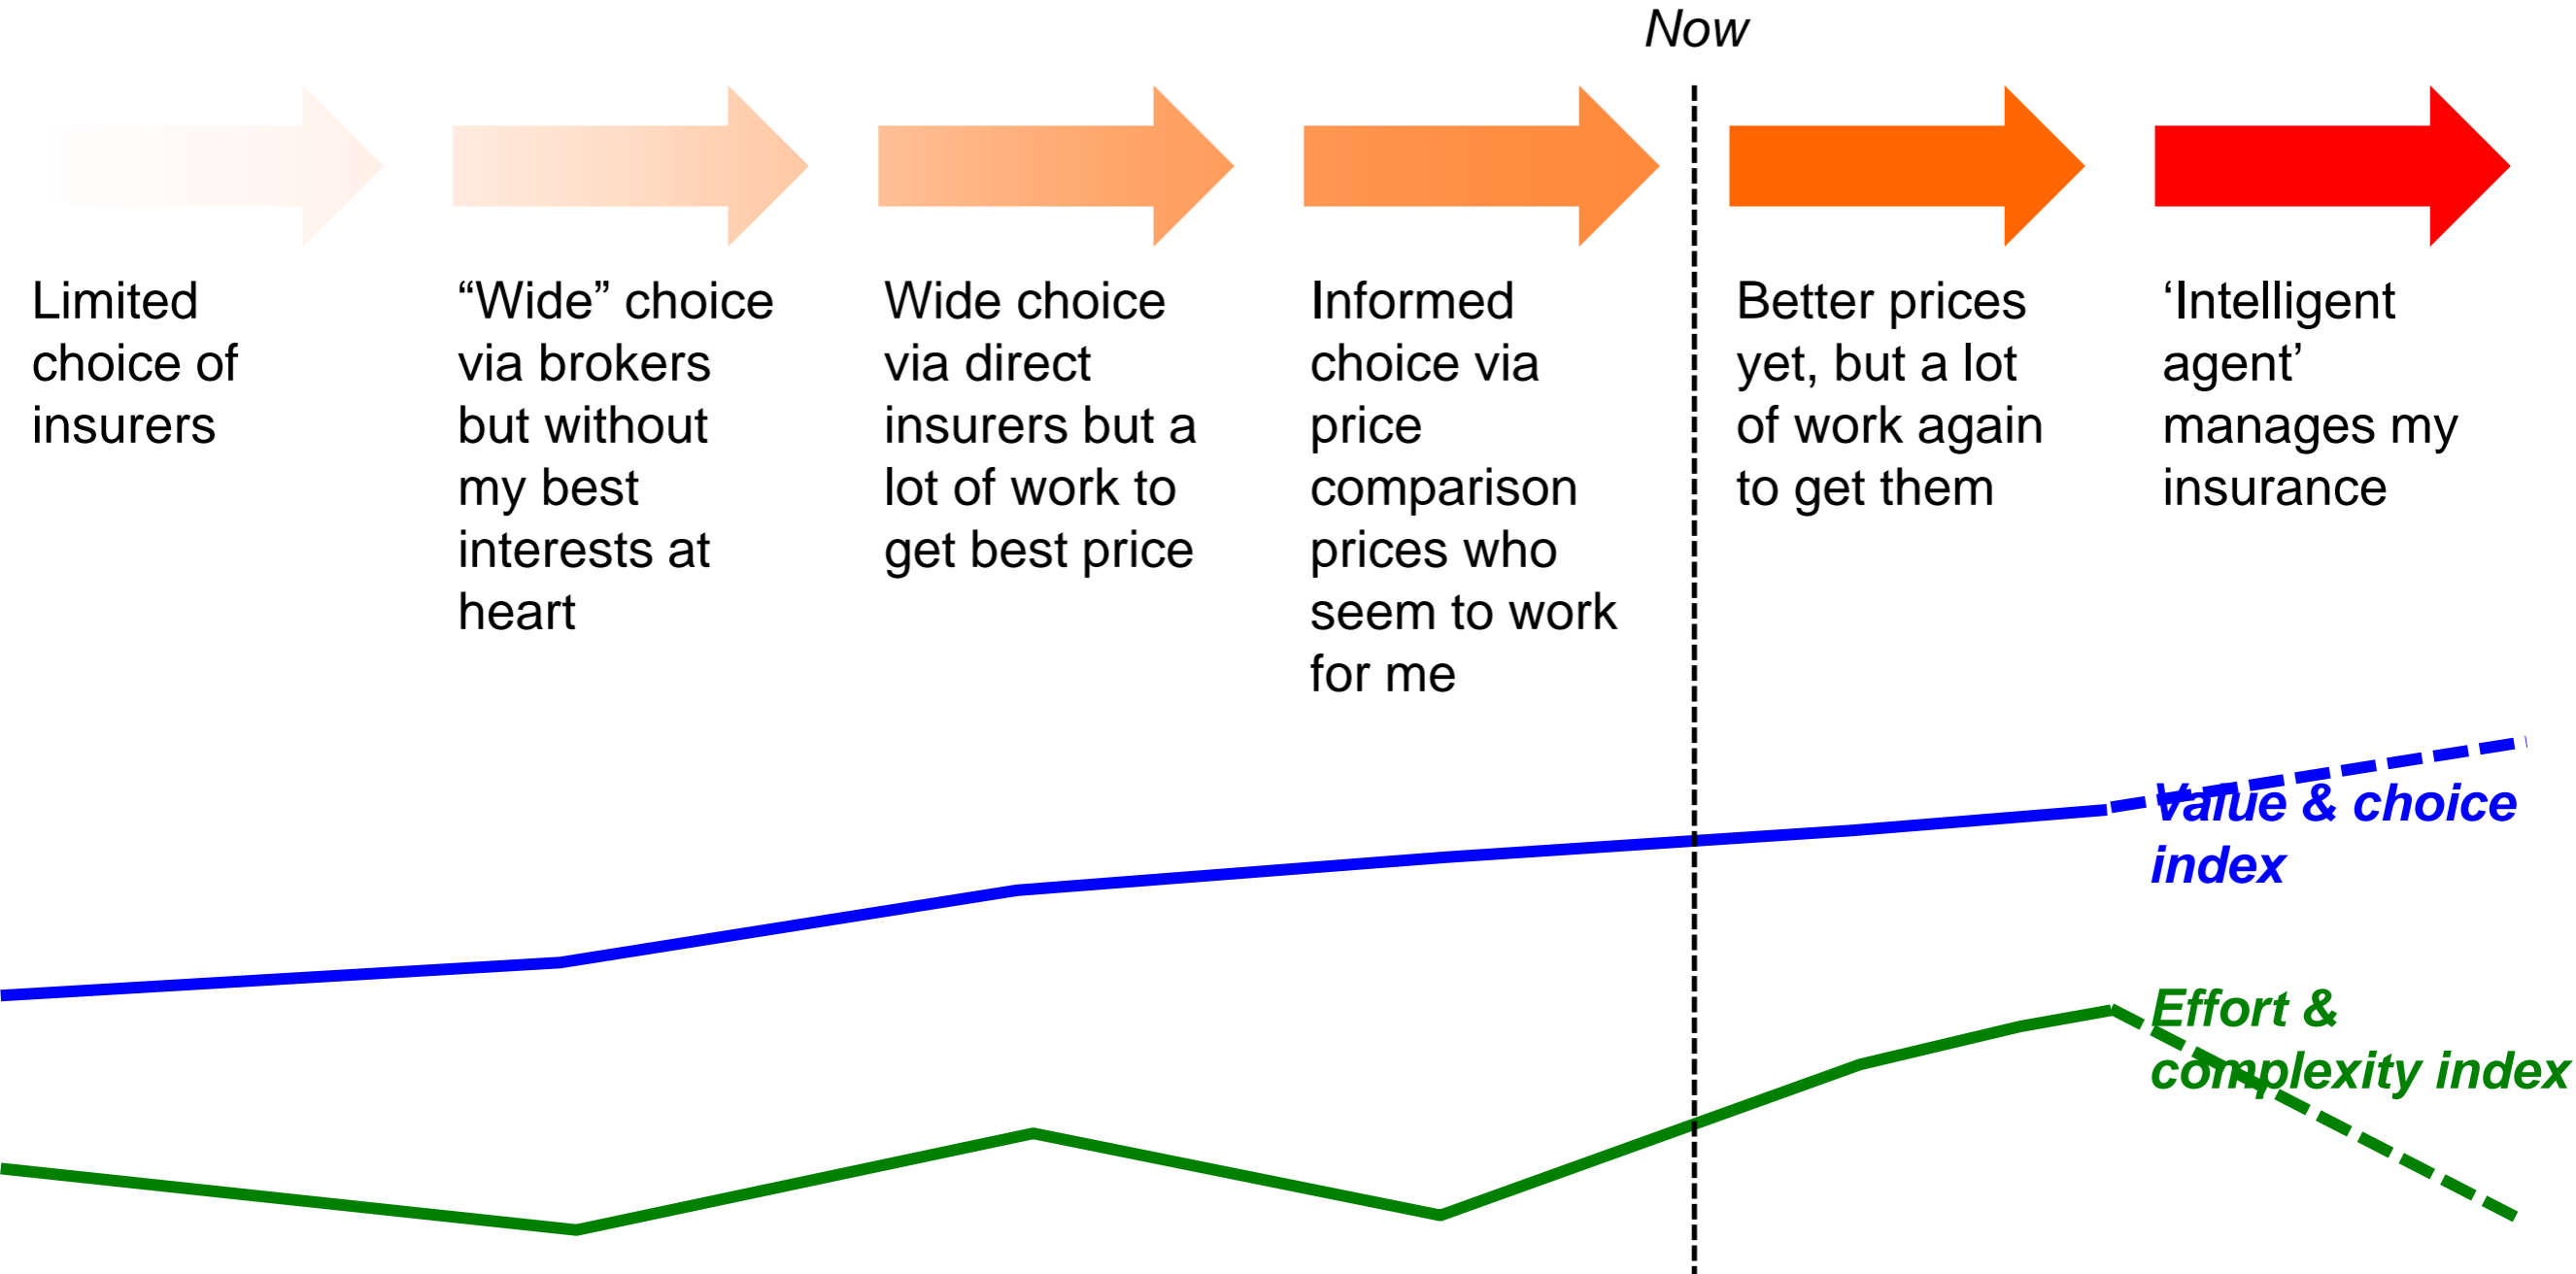 Now
Limited
choice of
insurers
“Wide” choice
via brokers
but without
my best
interests at
heart
Wide choice
via direct
insurers but a
lot of work to
get best price
Informed
choice via
price
comparison
prices who
seem to work
for me
Better prices
yet, but a lot
of work again
to get them
‘Intelligent
agent’
manages my
insurance
Value & choice
index
Effort &
complexity index